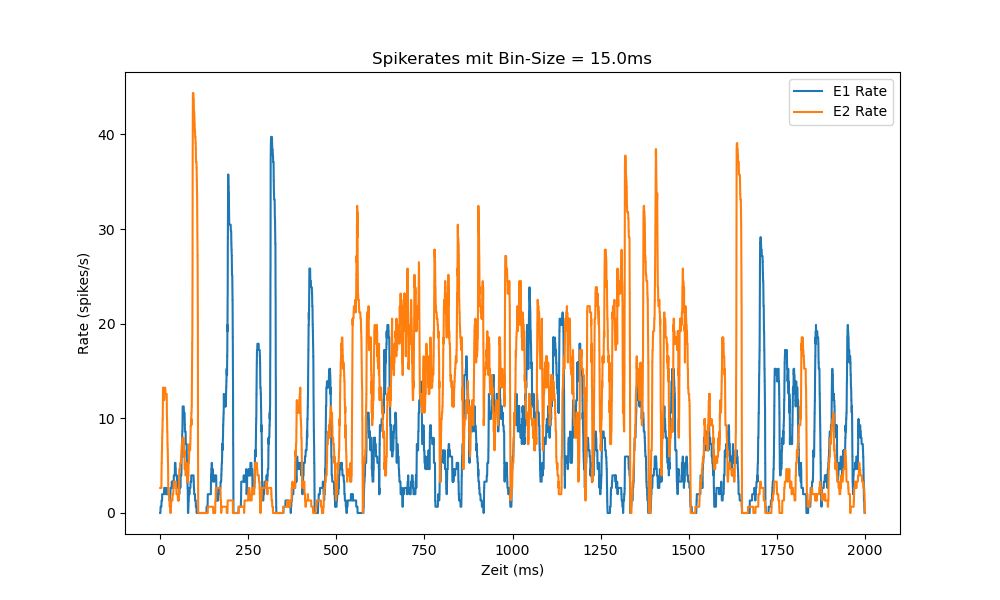 Spikerates mit Bin-Size = 15.0ms
E1 Rate
E2 Rate
Rate (spikes/s)
40
30
20
10
0
0 250 500 750 1000 1250 1500 1750 2000
Zeit (ms)